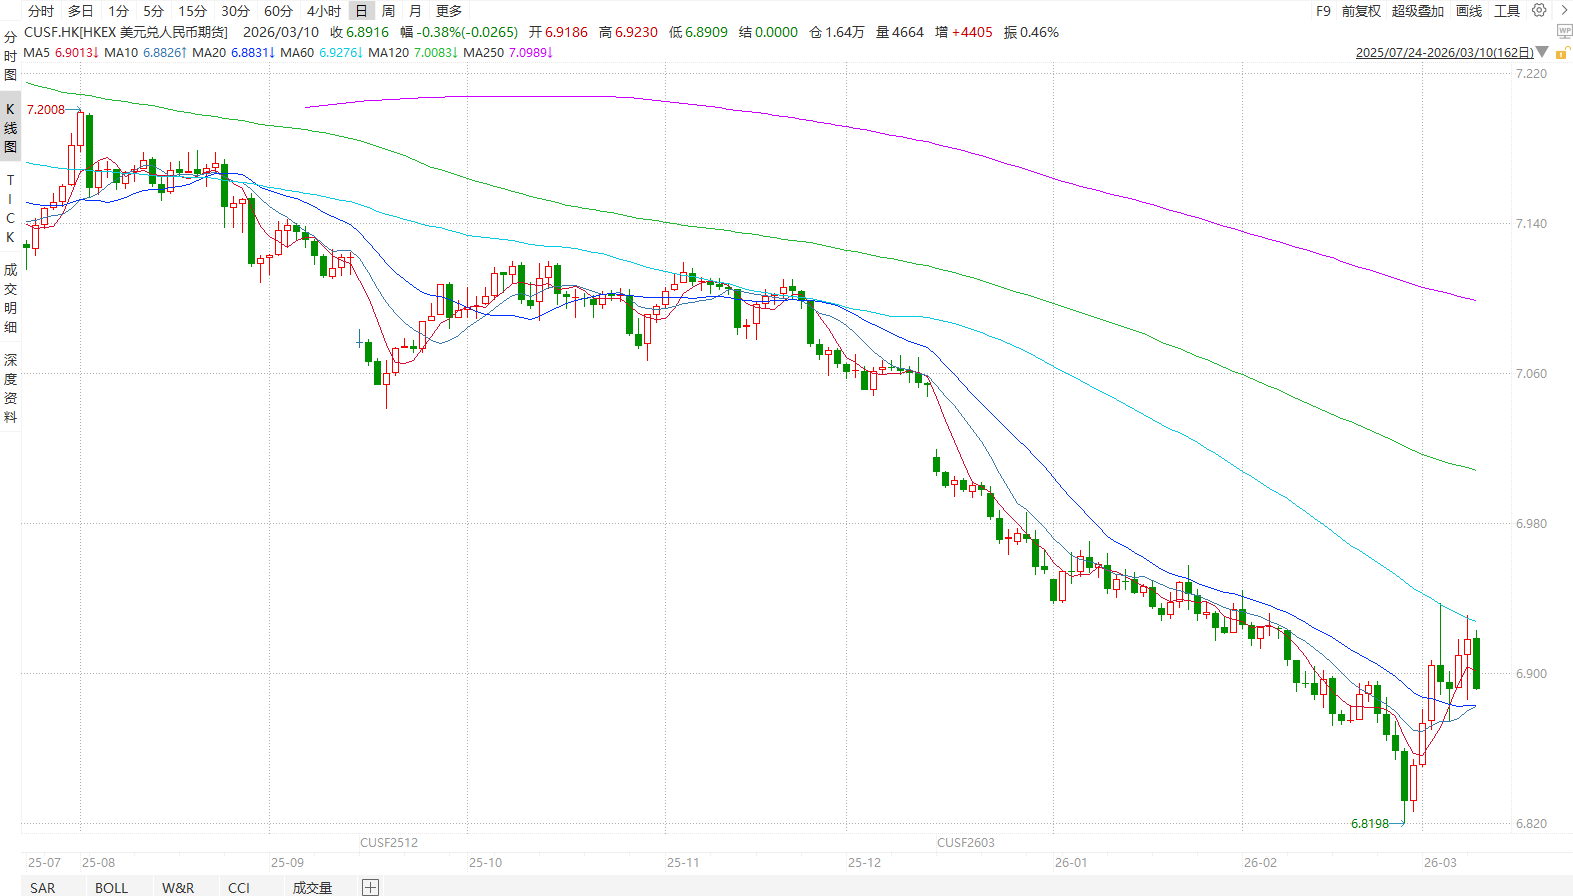 分时 多日 1分 5分 15分 30分 60分 4小时 日 周 月 更多 F9 前复权 超级叠加 画线 工具
CUSF.HK[HKEX 美元兑人民币期货] 2026/03/10 收6.8916 幅-0.38%(-0.0265) 开6.9186 高6.9230 低6.8909 结0.0000 仓1.64万 量4664 增+4405 振0.46%
WP
MA5 6.9013↓ MA10 6.8826↑ MA20 6.8831↓ MA60 6.9276↓ MA120 7.0083↓ MA250 7.0989↓
2025/07/24-2026/03/10(162日)
分时图
K线图
TICK
成交明细
深度资料
7.220
7.2008
7.140
7.060
6.980
6.900
6.8198
6.820
CUSF2512 CUSF2603
25-07 25-08 25-09 25-10 25-11 25-12 26-01 26-02 26-03
SAR BOLL W&R CCI 成交量